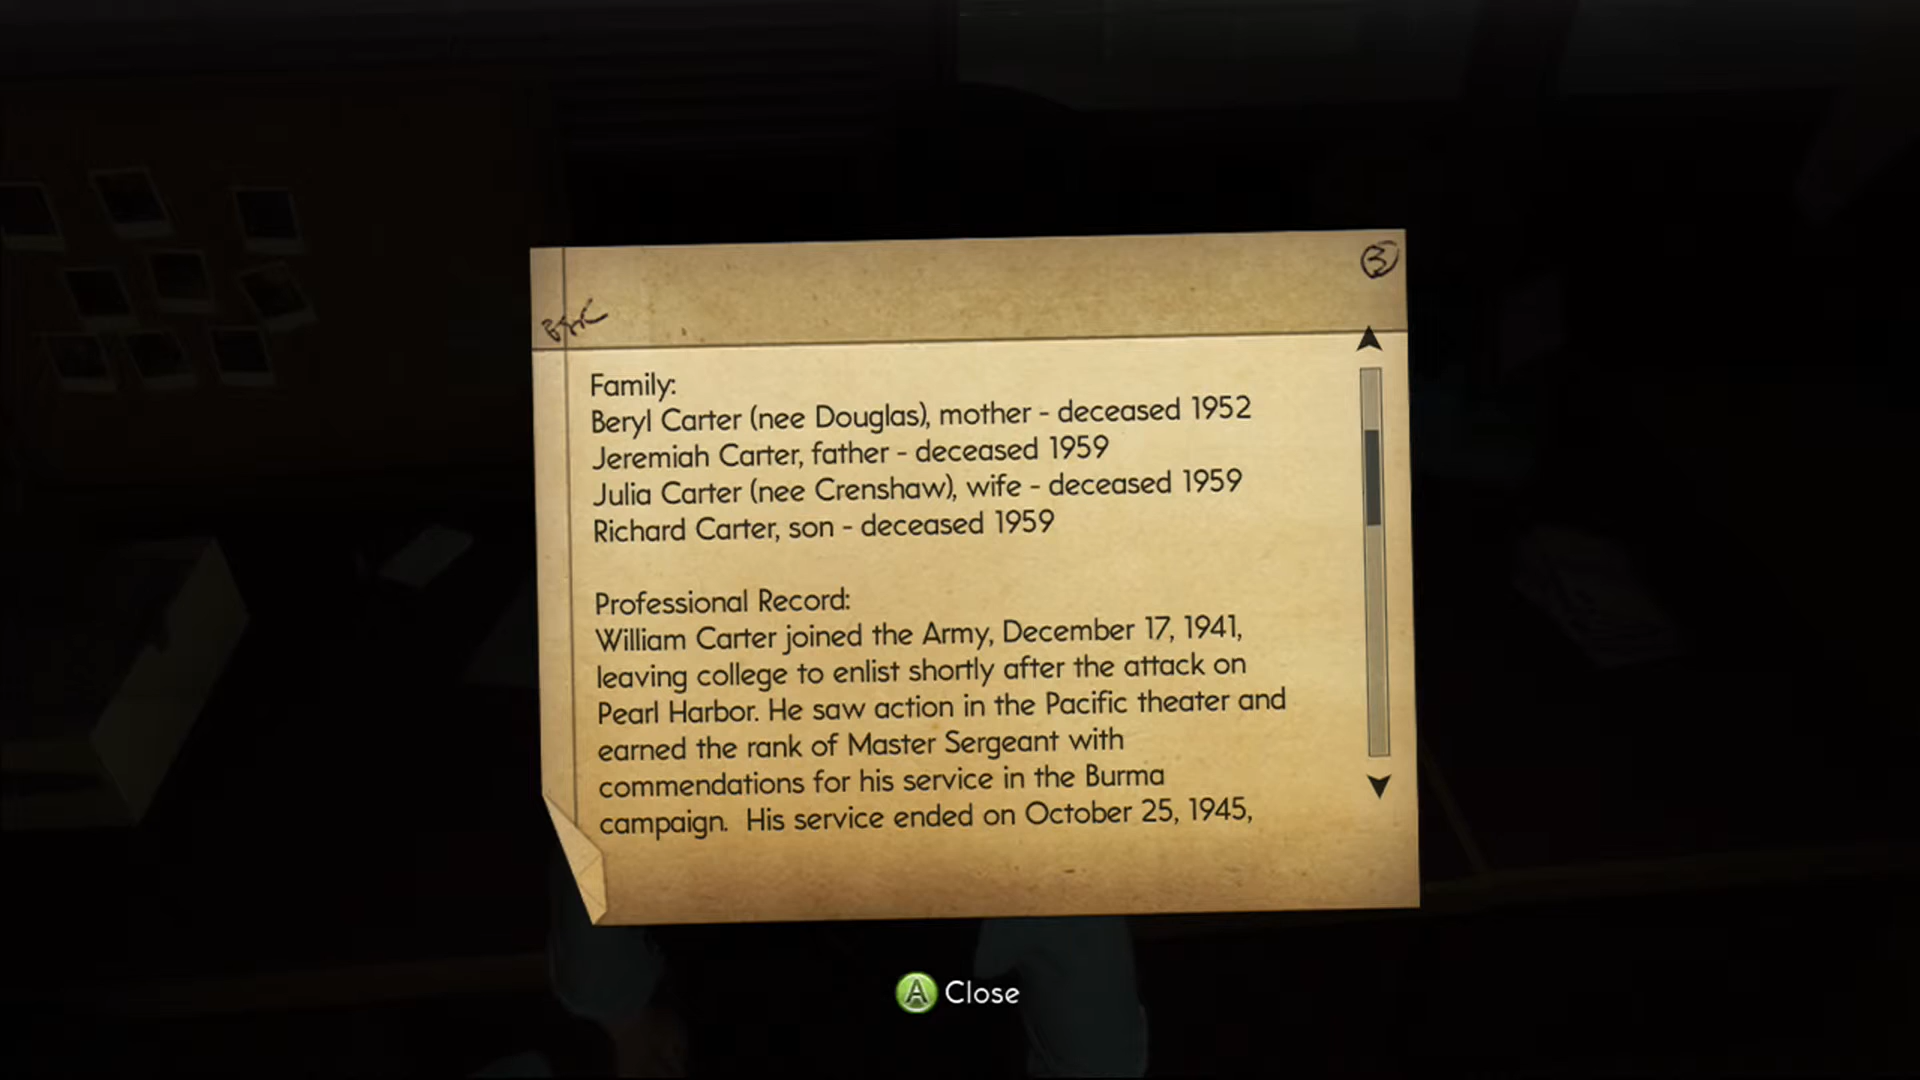 3
Family:
Beryl Carter (nee Douglas), mother - deceased 1952
Jeremiah Carter, father - deceased 1959
Julia Carter (nee Crenshaw), wife - deceased 1959
Richard Carter, son - deceased 1959
Professional Record:
William Carter joined the Army, December 17, 1941,
leaving college to enlist shortly after the attack on
Pearl Harbor. He saw action in the Pacific theater and
earned the rank of Master Sergeant with
commendations for his service in the Burma
campaign. His service ended on October 25, 1945,
A Close